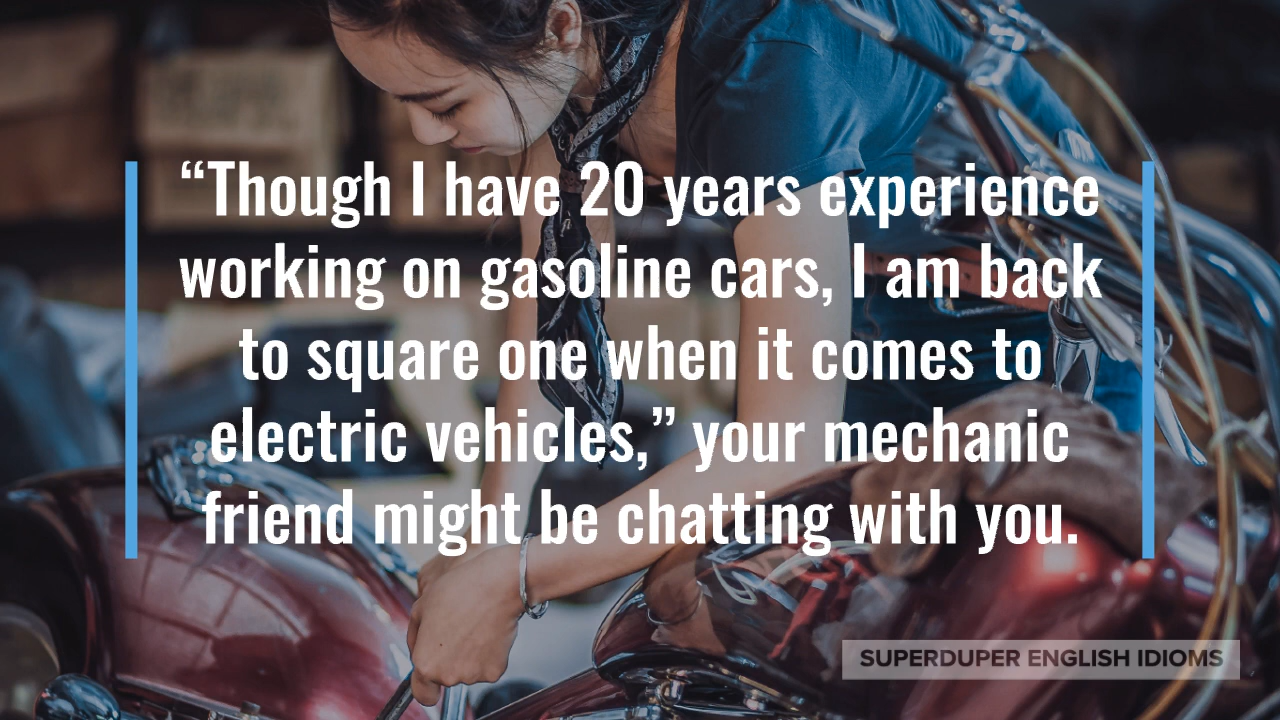 “Though I have 20 years experience
working on gasoline cars, I am back
to square one when it comes to
electric vehicles,” your mechanic
friend might be chatting with you.
SUPERDUPER ENGLISH IDIOMS